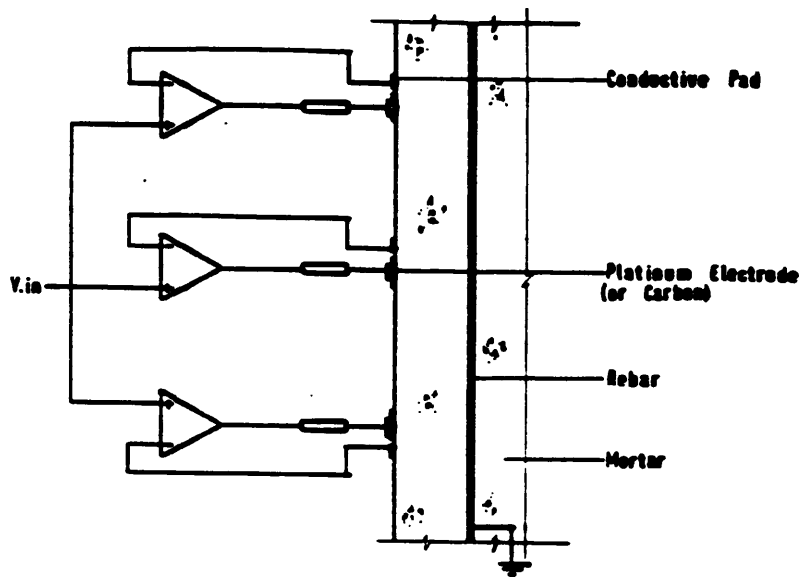 Conductive Pad
V.in
Platinum Electrode
(or Carbon)
Rebar
Mortar